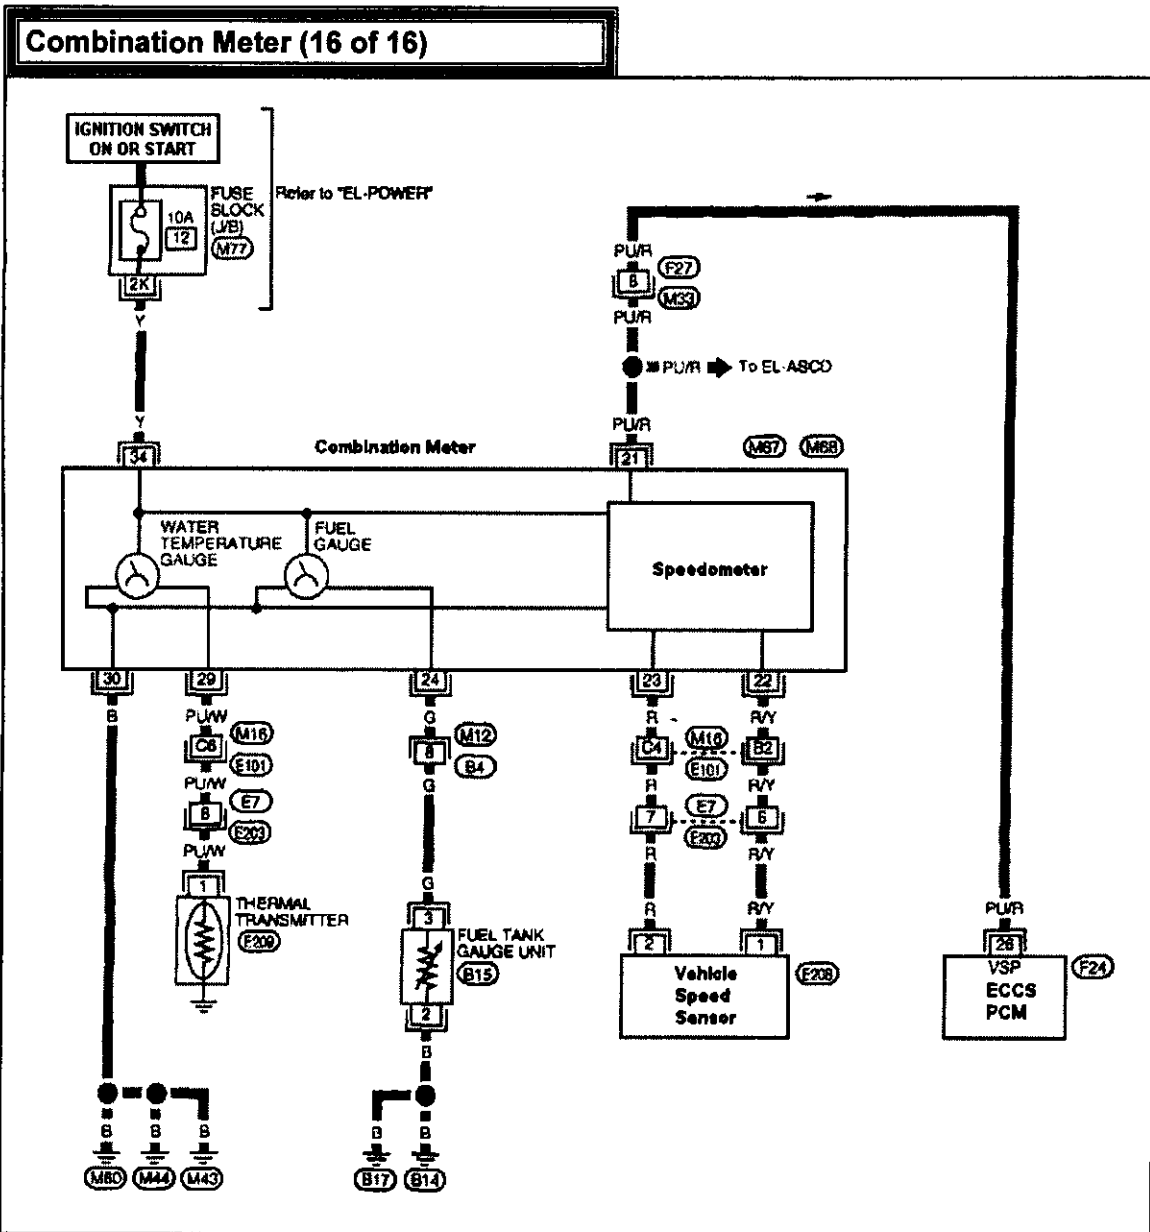 Combination Meter (16 of 16)
IGNITION SWITCH
ON OR START
FUSE
BLOCK
(J/B)
M77
10A
12
2K
Refer to "EL-POWER"
Y
Y
PU/R
8
F27
M33
PU/R
PU/R
To EL-ASCD
PU/R
34
Combination Meter
21
M67
M68
WATER
TEMPERATURE
GAUGE
FUEL
GAUGE
Speedometer
30
29
24
23
22
B
PU/W
G
R
R/Y
C6
M16
E101
8
M12
B4
C4
M16
E101
B2
PU/W
G
R
R/Y
8
E7
E203
7
E7
E203
6
PU/W
R
R/Y
1
THERMAL
TRANSMITTER
E209
G
3
FUEL TANK
GAUGE UNIT
B15
2
R
R/Y
2
1
Vehicle
Speed
Sensor
E208
PU/R
26
VSP
ECCS
PCM
F24
B
B
B
B
B
B
M60
M44
M43
B17
B14